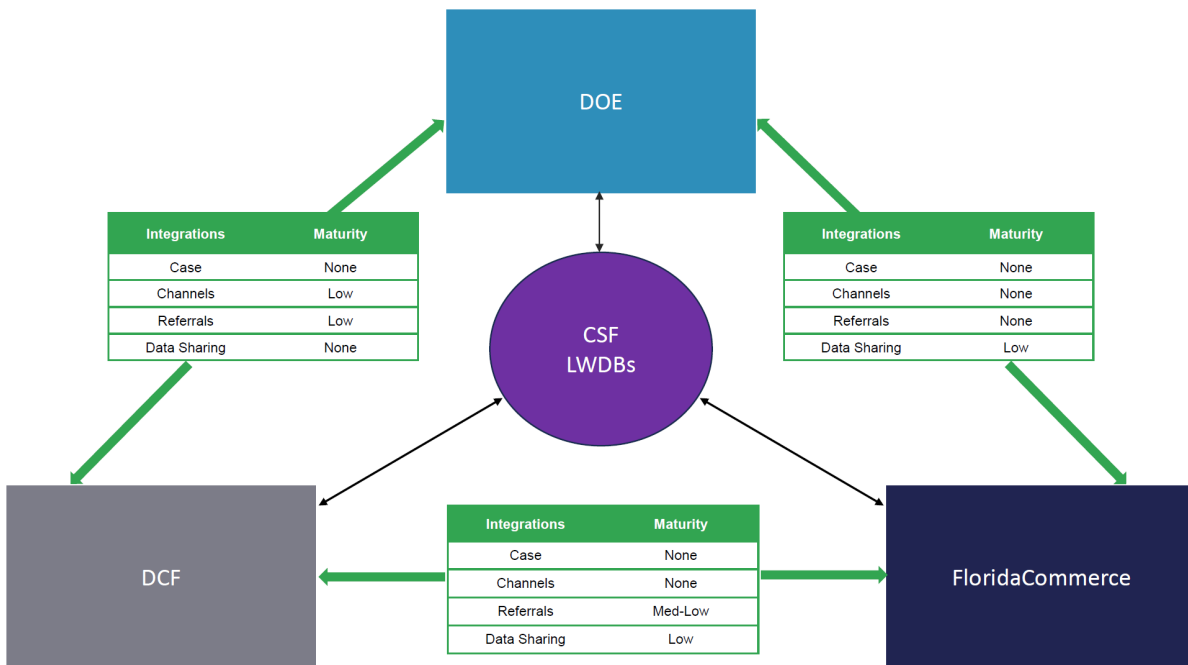 DOE
Integrations Maturity
Case None
Channels Low
Referrals Low
Data Sharing None
Integrations Maturity
Case None
Channels None
Referrals None
Data Sharing Low
CSF
LWDBs
DCF
Integrations Maturity
Case None
Channels None
Referrals Med-Low
Data Sharing Low
FloridaCommerce